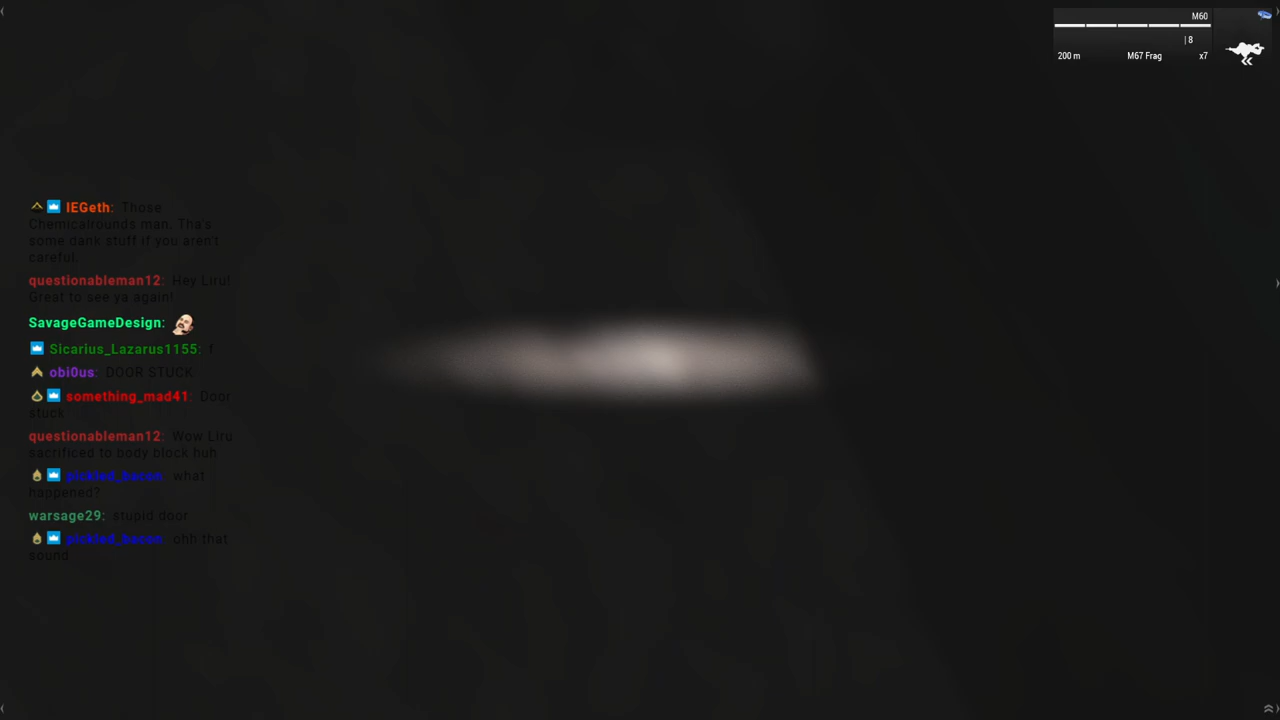 M60
|8
200 m M67 Frag x7
IEGeth: Those
Chemicalrounds man. Tha's
some dank stuff if you aren't
careful.
questionableman12: Hey Liru!
Great to see ya again!
SavageGameDesign:
Sicarius_Lazarus1155: f
obi0us: DOOR STUCK
something_mad41: Door
stuck
questionableman12: Wow Liru
sacrificed to body block huh
pickled_bacon: what
happened?
warsage29: stupid door
pickled_bacon: ohh that
sound